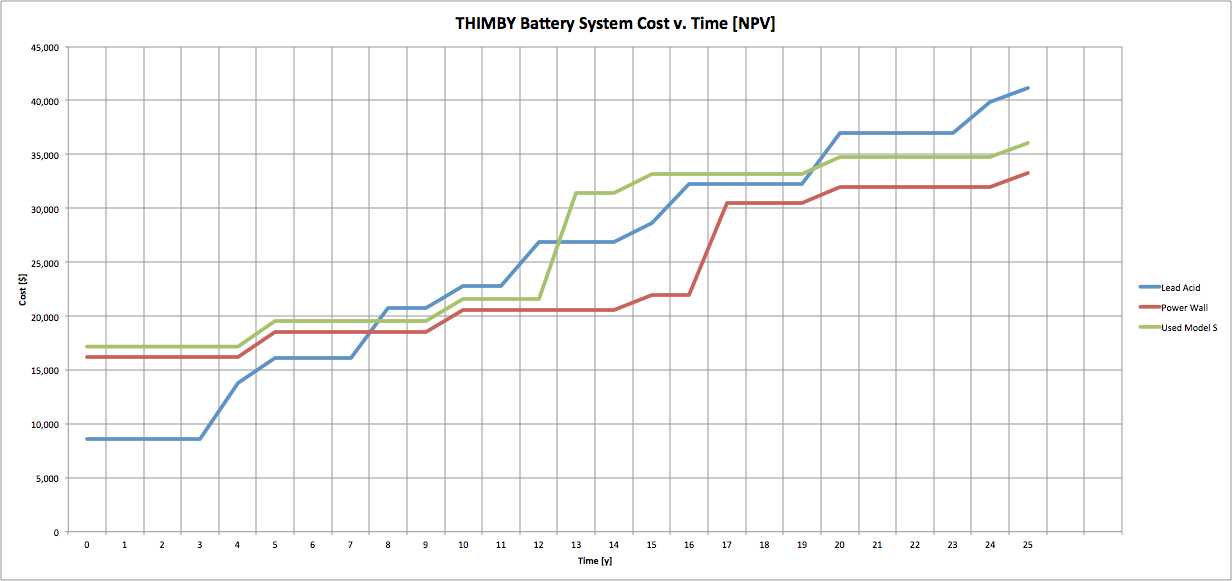 THIMBY Battery System Cost v. Time [NPV]
45,000
40,000
35,000
30,000
25,000
20,000
15,000
10,000
5,000
0
Cost [$]
0 1 2 3 4 5 6 7 8 9 10 11 12 13 14 15 16 17 18 19 20 21 22 23 24 25
Time [y]
Lead Acid
Power Wall
Used Model S